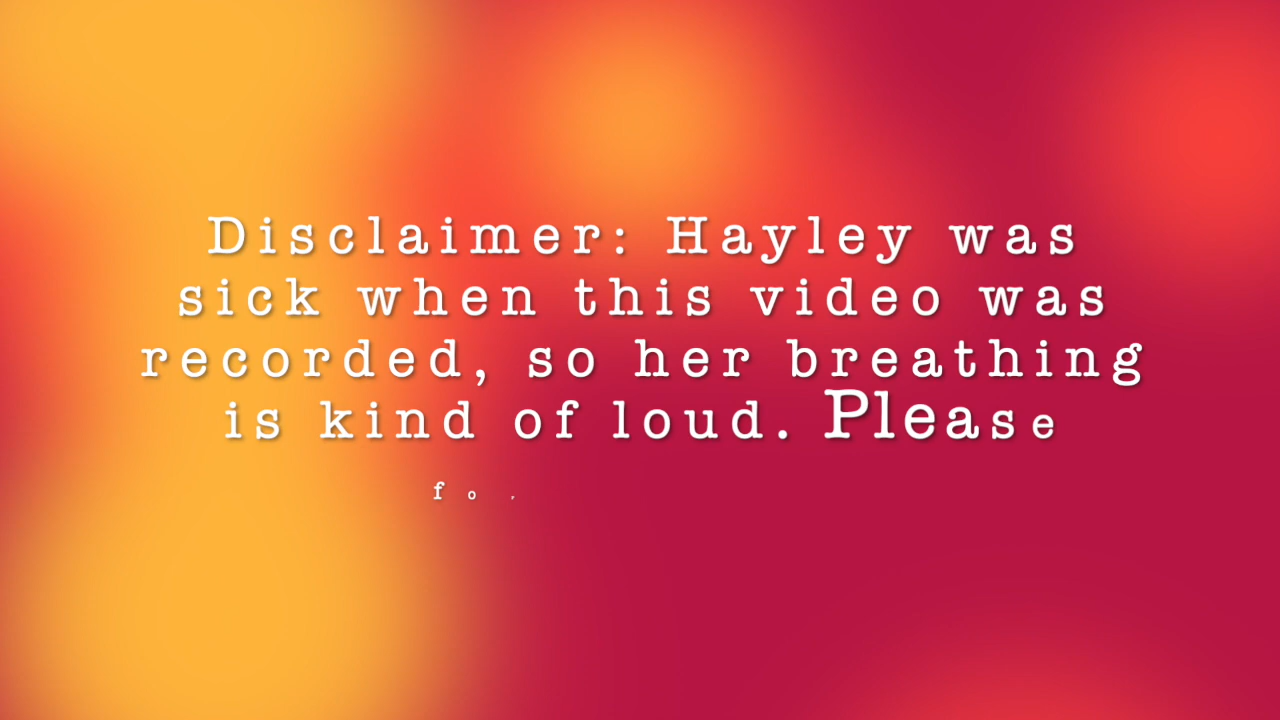 Disclaimer: Hayley was
sick when this video was
recorded, so her breathing
is kind of loud. Please